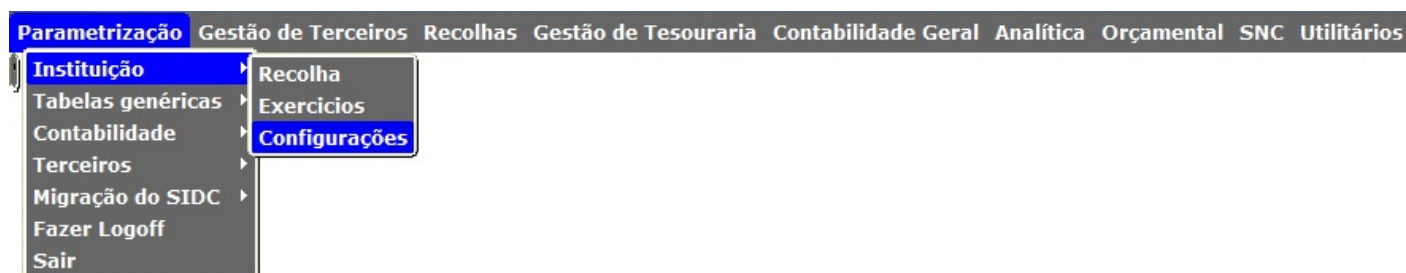 Parametrização Gestão de Terceiros Recolhas Gestão de Tesouraria Contabilidade Geral Analítica Orçamental SNC Utilitários
Instituição
Tabelas genéricas
Contabilidade
Terceiros
Migração do SIDC
Fazer Logoff
Sair
Recolha
Exercicios
Configurações